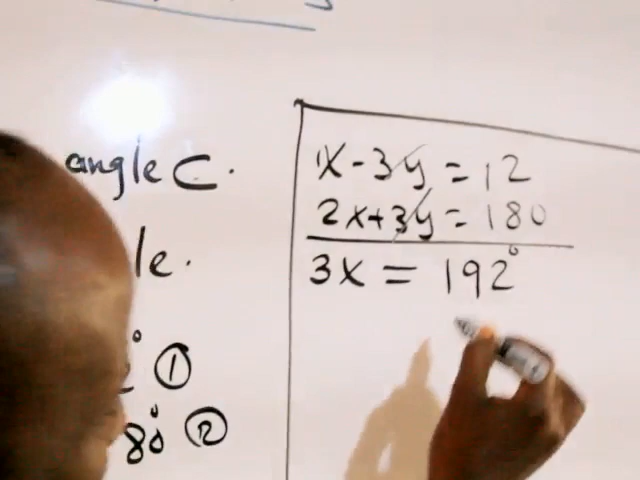 angle C.
le.
° ①
80° ②
x - 3y = 12
2x + 3y = 180
3x = 192°